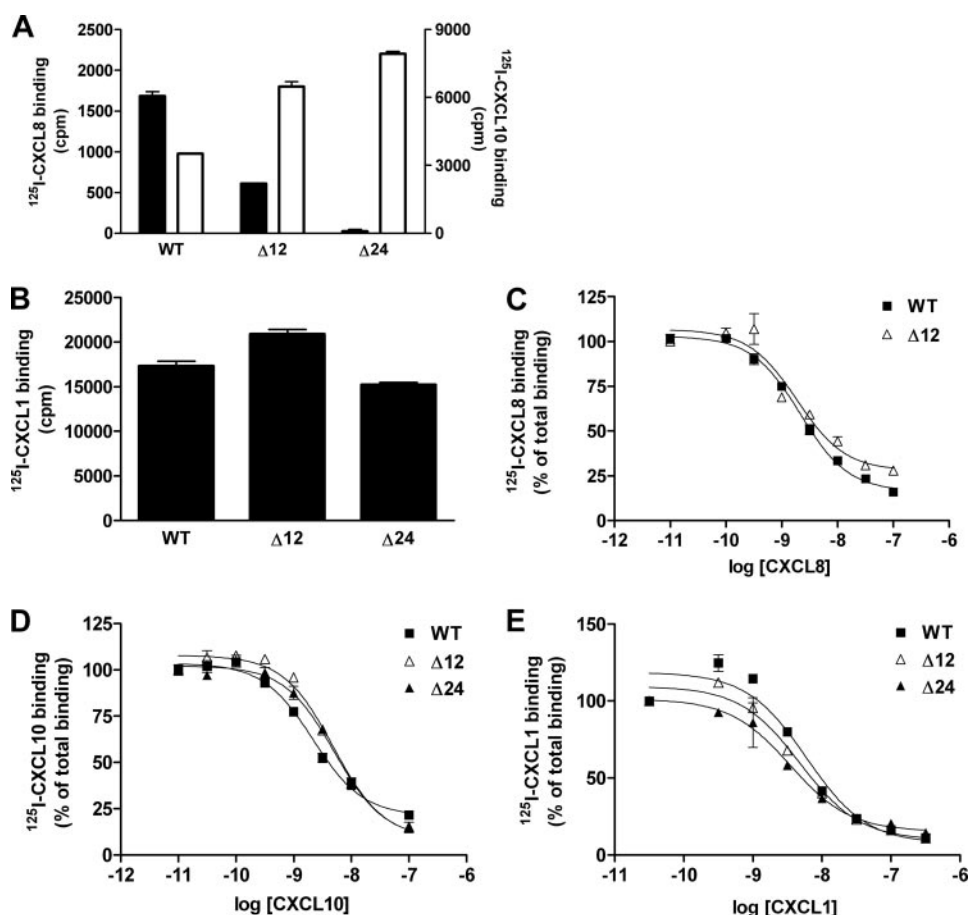 A
¹²⁵I-CXCL8 binding
(cpm)
2500
2000
1500
1000
500
0
WT
Δ12
Δ24
9000
6000
3000
0
¹²⁵I-CXCL10 binding
(cpm)
B
¹²⁵I-CXCL1 binding
(cpm)
25000
20000
15000
10000
5000
0
WT
Δ12
Δ24
C
¹²⁵I-CXCL8 binding
(% of total binding)
125
100
75
50
25
0
-12
-11
-10
-9
-8
-7
-6
log [CXCL8]
WT
Δ12
D
¹²⁵I-CXCL10 binding
(% of total binding)
125
100
75
50
25
0
-12
-11
-10
-9
-8
-7
-6
log [CXCL10]
WT
Δ12
Δ24
E
¹²⁵I-CXCL1 binding
(% of total binding)
150
100
50
0
-11
-10
-9
-8
-7
-6
log [CXCL1]
WT
Δ12
Δ24